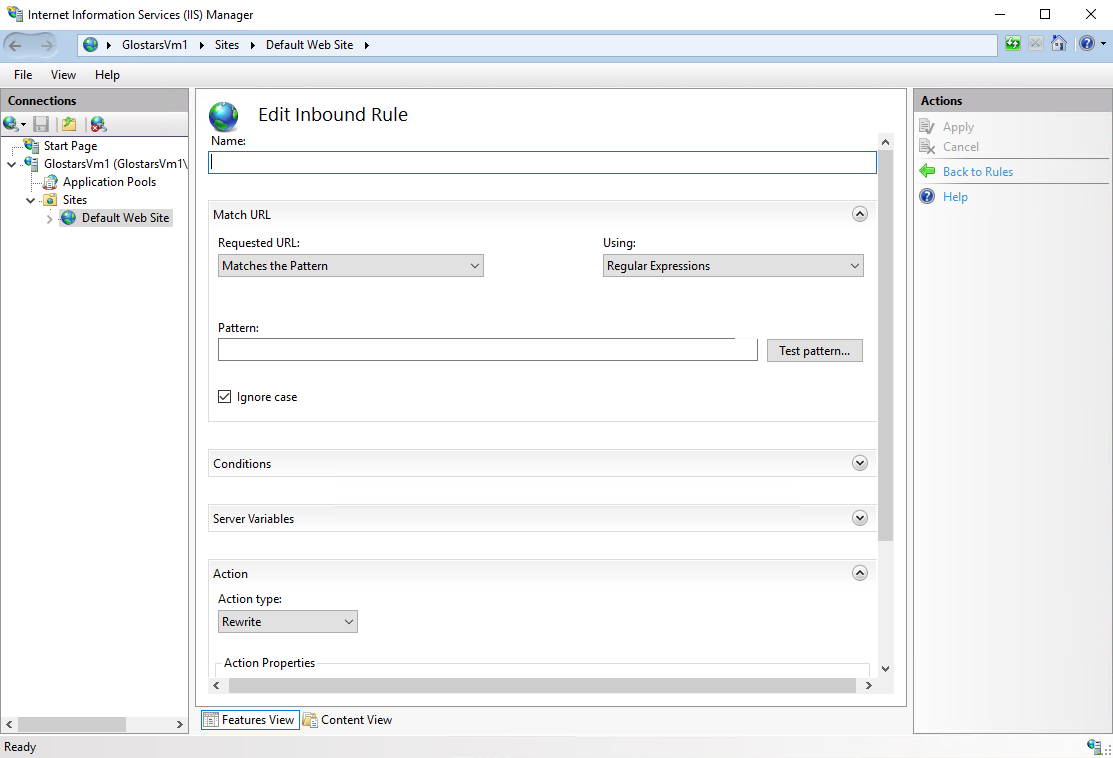 Internet Information Services (IIS) Manager
GlostarsVm1 Sites Default Web Site
File View Help
Connections
Start Page
GlostarsVm1 (GlostarsVm1\
Application Pools
Sites
Default Web Site
Edit Inbound Rule
Name:
Match URL
Requested URL: Using:
Matches the Pattern Regular Expressions
Pattern:
Test pattern...
Ignore case
Conditions
Server Variables
Action
Action type:
Rewrite
Action Properties
Features View Content View
Actions
Apply
Cancel
Back to Rules
Help
Ready